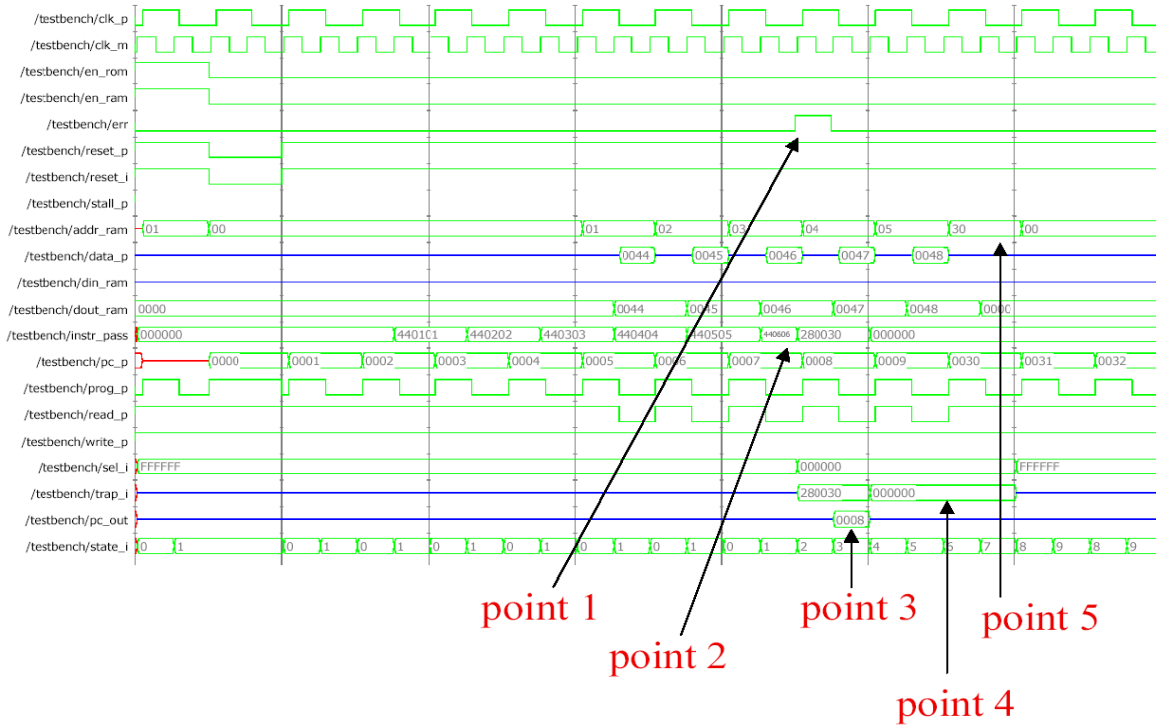 /testbench/clk_p
/testbench/clk_m
/testbench/en_rom
/testbench/en_ram
/testbench/err
/testbench/reset_p
/testbench/reset_i
/testbench/stall_p
/testbench/addr_ram 01 00 01 02 03 04 05 30 00
/testbench/data_p 0044 0045 0046 0047 0048
/testbench/din_ram
/testbench/dout_ram 0000 0044 0045 0046 0047 0048 0000
/testbench/instr_pass 000000 440101 440202 440303 440404 440505 440606 280030 000000
/testbench/pc_p 0000 0001 0002 0003 0004 0005 0006 0007 0008 0009 0030 0031 0032
/testbench/prog_p
/testbench/read_p
/testbench/write_p
/testbench/sel_i FFFFFF 000000 FFFFFF
/testbench/trap_i 280030 000000
/testbench/pc_out 0008
/testbench/state_i 0 1 0 1 0 1 0 1 0 1 0 1 0 1 2 3 4 5 6 7 8 9 8 9
point 1
point 3
point 5
point 2
point 4